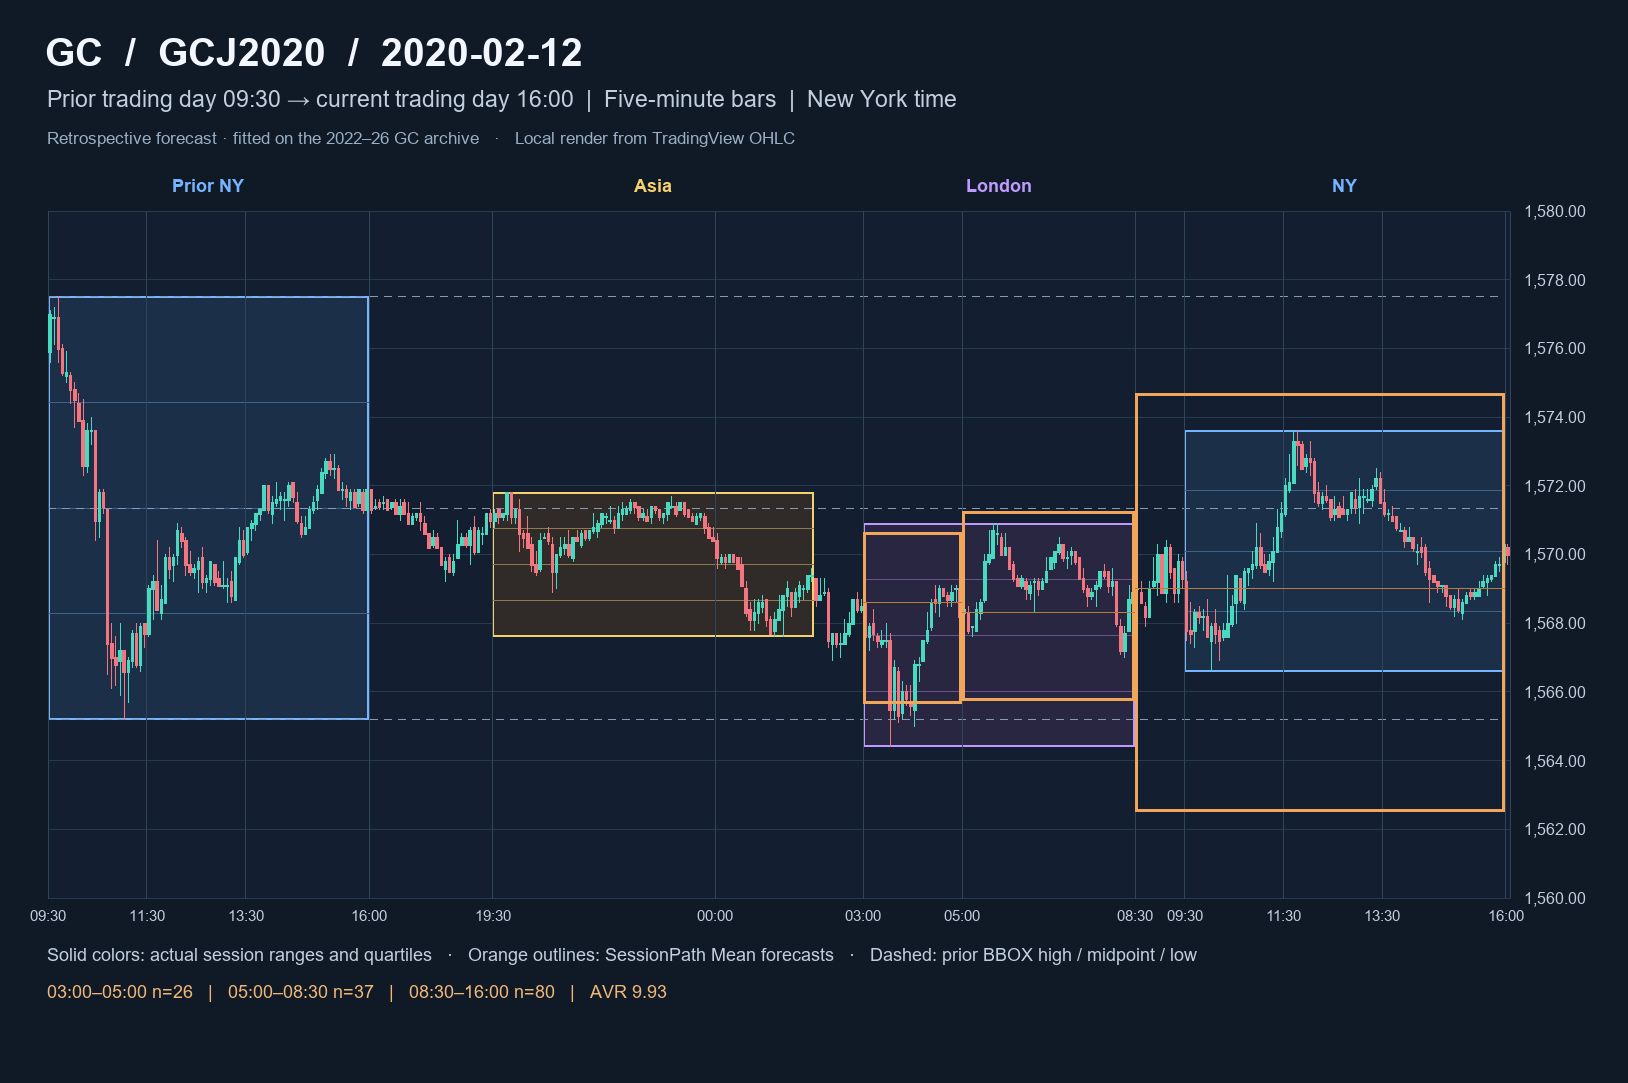 GC / GCJ2020 / 2020-02-12
Prior trading day 09:30 → current trading day 16:00 | Five-minute bars | New York time
Retrospective forecast · fitted on the 2022–26 GC archive · Local render from TradingView OHLC
Prior NY Asia London NY
1,580.00
1,578.00
1,576.00
1,574.00
1,572.00
1,570.00
1,568.00
1,566.00
1,564.00
1,562.00
1,560.00
09:30 11:30 13:30 16:00 19:30 00:00 03:00 05:00 08:30 09:30 11:30 13:30 16:00
Solid colors: actual session ranges and quartiles · Orange outlines: SessionPath Mean forecasts · Dashed: prior BBOX high / midpoint / low
03:00–05:00 n=26 | 05:00–08:30 n=37 | 08:30–16:00 n=80 | AVR 9.93